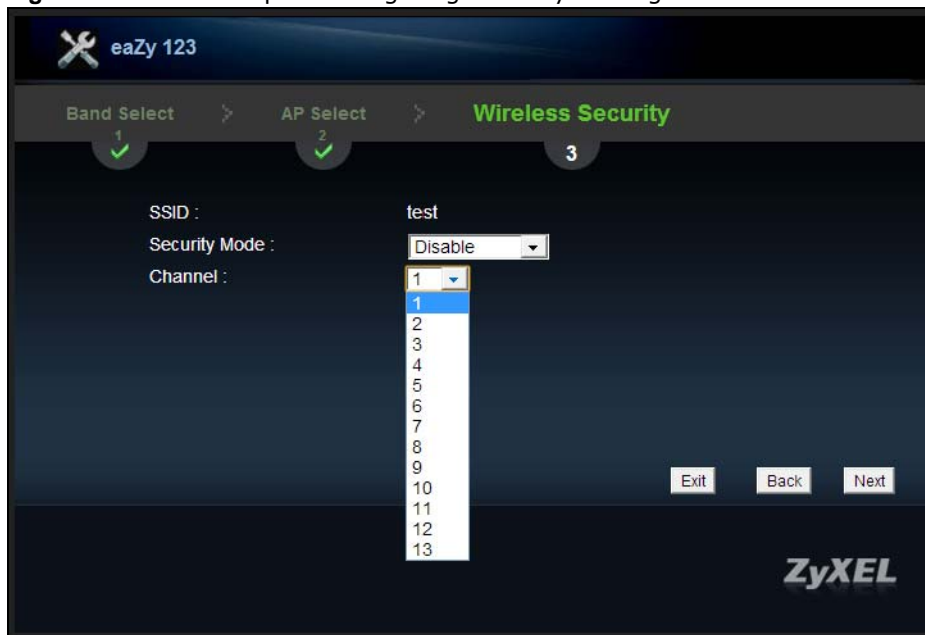 eaZy 123
Band Select > AP Select > Wireless Security
1 2 3
SSID : test
Security Mode : Disable
Channel : 1
1
2
3
4
5
6
7
8
9
10
11
12
13
Exit Back Next
ZyXEL